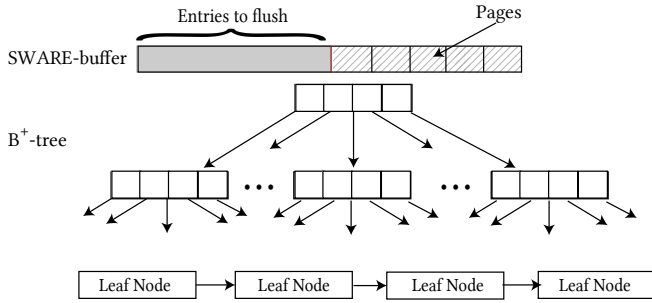 Entries to flush
Pages
SWARE-buffer
B+-tree
Leaf Node
Leaf Node
Leaf Node
Leaf Node